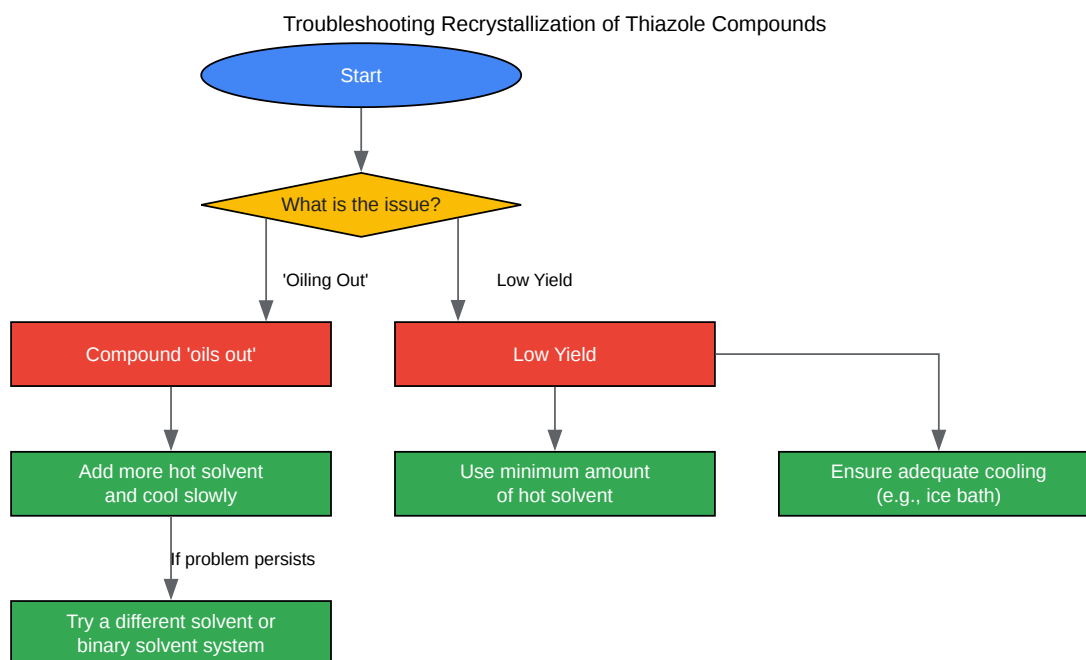 Troubleshooting Recrystallization of Thiazole Compounds
Start
What is the issue?
'Oiling Out'
Low Yield
Compound 'oils out'
Low Yield
Add more hot solvent
and cool slowly
Use minimum amount
of hot solvent
Ensure adequate cooling
(e.g., ice bath)
If problem persists
Try a different solvent or
binary solvent system